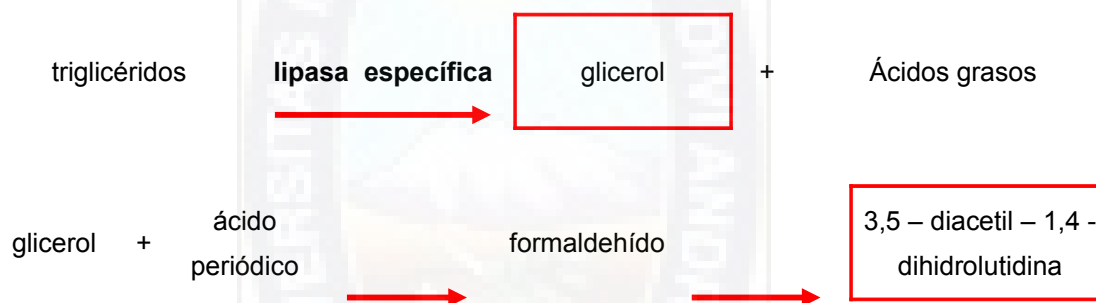 triglicéridos lipasa específica glicerol + Ácidos grasos
glicerol + ácido periódico formaldehído 3,5 – diacetil – 1,4 - dihidrolutidina